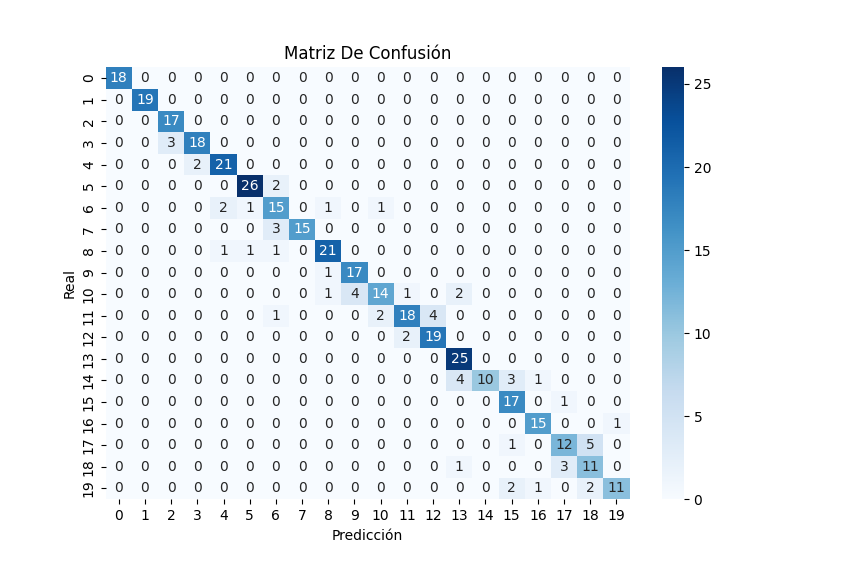 Matriz De Confusión
0 18 0 0 0 0 0 0 0 0 0 0 0 0 0 0 0 0 0 0 0
1 0 19 0 0 0 0 0 0 0 0 0 0 0 0 0 0 0 0 0 0
2 0 0 17 0 0 0 0 0 0 0 0 0 0 0 0 0 0 0 0 0
3 0 0 3 18 0 0 0 0 0 0 0 0 0 0 0 0 0 0 0 0
4 0 0 0 2 21 0 0 0 0 0 0 0 0 0 0 0 0 0 0 0
5 0 0 0 0 0 26 2 0 0 0 0 0 0 0 0 0 0 0 0 0
6 0 0 0 0 2 1 15 0 1 0 1 0 0 0 0 0 0 0 0 0
7 0 0 0 0 0 0 3 15 0 0 0 0 0 0 0 0 0 0 0 0
8 0 0 0 0 1 1 1 0 21 0 0 0 0 0 0 0 0 0 0 0
9 0 0 0 0 0 0 0 0 1 17 0 0 0 0 0 0 0 0 0 0
10 0 0 0 0 0 0 0 0 1 4 14 1 0 2 0 0 0 0 0 0
11 0 0 0 0 0 0 1 0 0 0 2 18 4 0 0 0 0 0 0 0
12 0 0 0 0 0 0 0 0 0 0 0 2 19 0 0 0 0 0 0 0
13 0 0 0 0 0 0 0 0 0 0 0 0 0 25 0 0 0 0 0 0
14 0 0 0 0 0 0 0 0 0 0 0 0 0 4 10 3 1 0 0 0
15 0 0 0 0 0 0 0 0 0 0 0 0 0 0 0 17 0 1 0 0
16 0 0 0 0 0 0 0 0 0 0 0 0 0 0 0 0 15 0 0 1
17 0 0 0 0 0 0 0 0 0 0 0 0 0 0 0 1 0 12 5 0
18 0 0 0 0 0 0 0 0 0 0 0 0 0 1 0 0 0 3 11 0
19 0 0 0 0 0 0 0 0 0 0 0 0 0 0 0 2 1 0 2 11
0 1 2 3 4 5 6 7 8 9 10 11 12 13 14 15 16 17 18 19
Predicción
Real
25
20
15
10
5
0